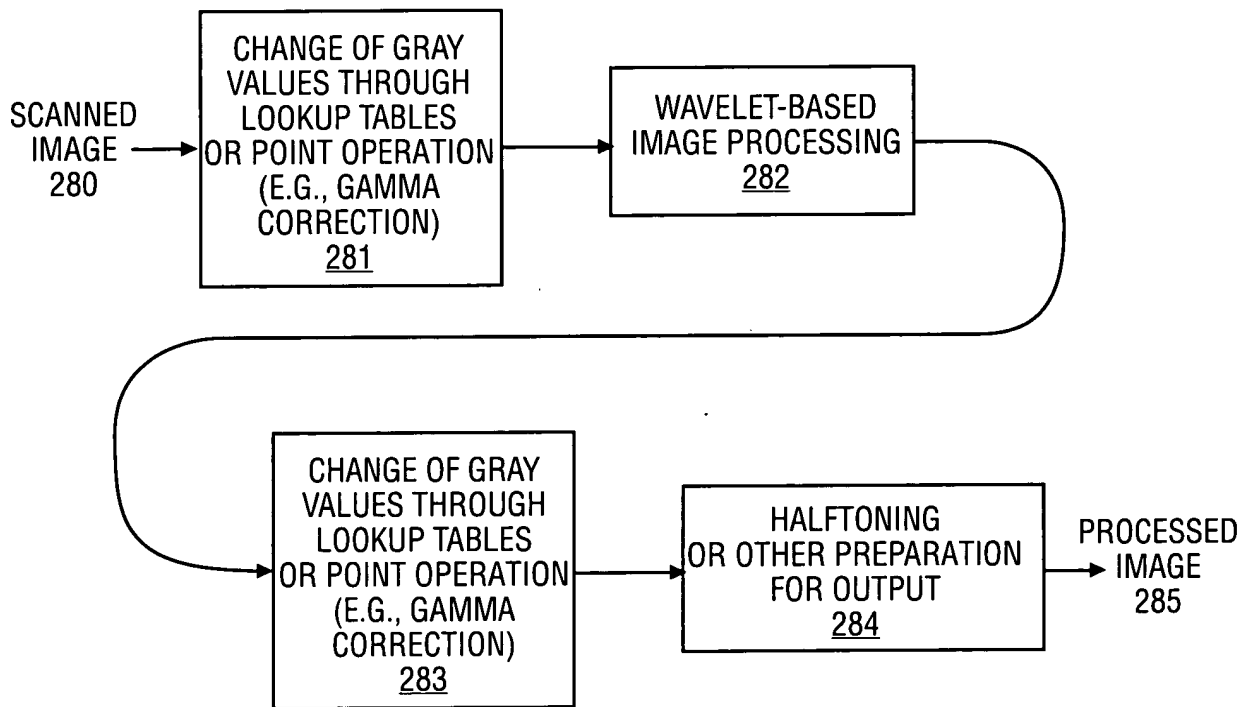 SCANNED
IMAGE
280
CHANGE OF GRAY
VALUES THROUGH
LOOKUP TABLES
OR POINT OPERATION
(E.G., GAMMA
CORRECTION)
281
WAVELET-BASED
IMAGE PROCESSING
282
CHANGE OF GRAY
VALUES THROUGH
LOOKUP TABLES
OR POINT OPERATION
(E.G., GAMMA
CORRECTION)
283
HALFTONING
OR OTHER PREPARATION
FOR OUTPUT
284
PROCESSED
IMAGE
285